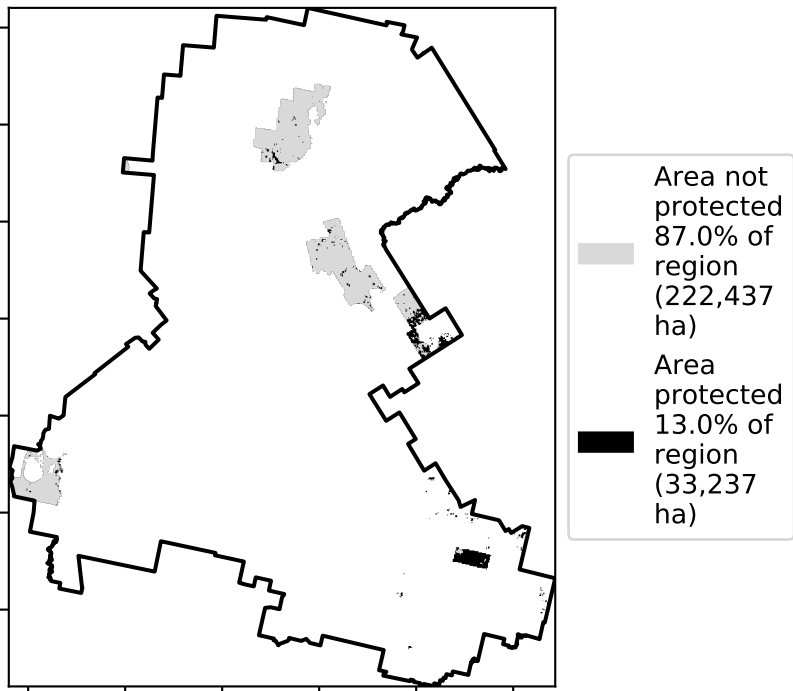 Area not
protected
87.0% of
region
(222,437
ha)
Area
protected
13.0% of
region
(33,237
ha)